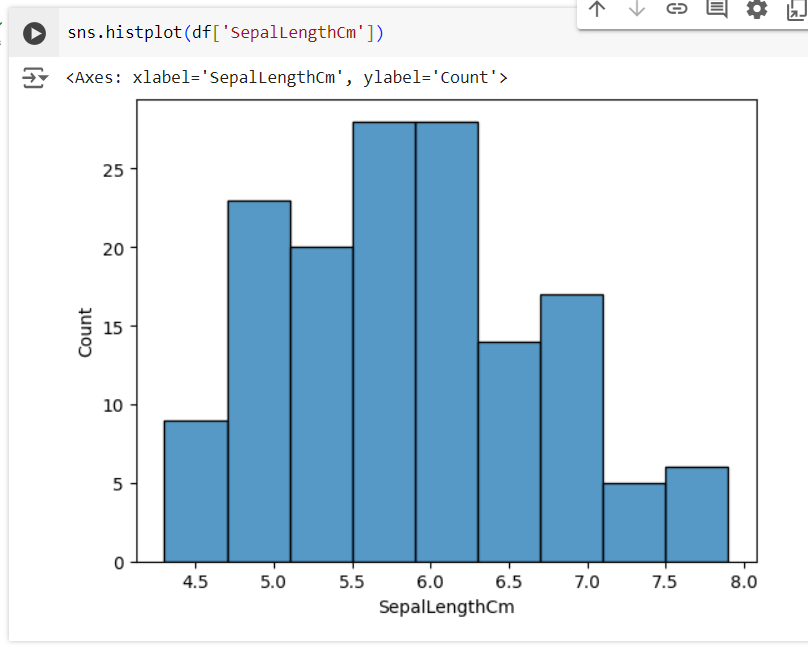 sns.histplot(df['SepalLengthCm'])
<Axes: xlabel='SepalLengthCm', ylabel='Count'>
25
20
15
10
5
0
Count
4.5 5.0 5.5 6.0 6.5 7.0 7.5 8.0
SepalLengthCm